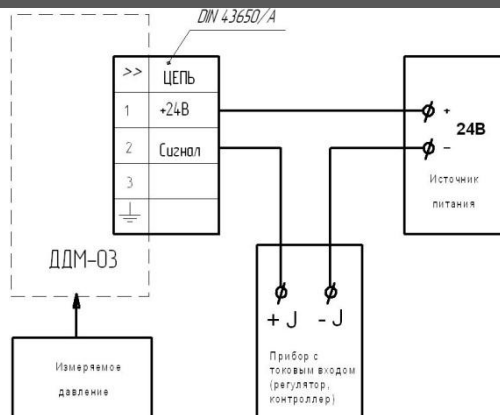 DIN 43650/A
>> ЦЕПЬ
1 +24В
2 Сигнал
3
+
24В
-
Источник
питания
ДДМ-03
+ J - J
Прибор с
токовым входом
(регулятор,
контроллер)
Измеряемое
давление